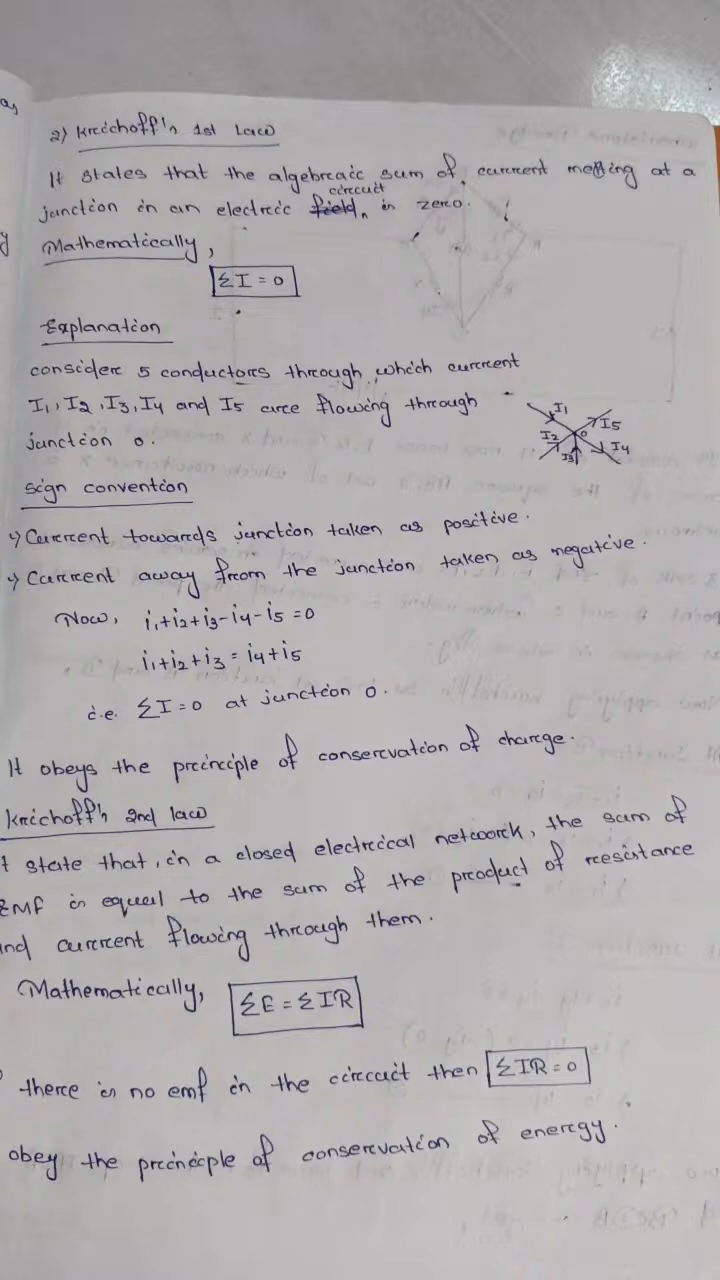 as
y
2) Kricchoff's 1st Law
It states that the algebraic sum of current meeting at a
junction in an electric circuit is zero.
Mathematically,
ΣI = 0
Explanation
consider 5 conductors through which current
I1, I2, I3, I4 and I5 are flowing through
junction o.
I1
I5
I2
o
I4
I3
sign convention
y Current towards junction taken as positive.
y Current away from the junction taken as negative.
Now, i1+i2+i3-i4-i5 = 0
i1+i2+i3 = i4+i5
i.e. ΣI = 0 at junction o.
It obeys the principle of conservation of charge.
Krichoff's 2nd law
t state that, in a closed electrical network, the sum of
EMF is equal to the sum of the product of resistance
and current flowing through them.
Mathematically, ΣE = ΣIR
there is no emf in the circuit then ΣIR = 0
obey the principle of conservation of energy.